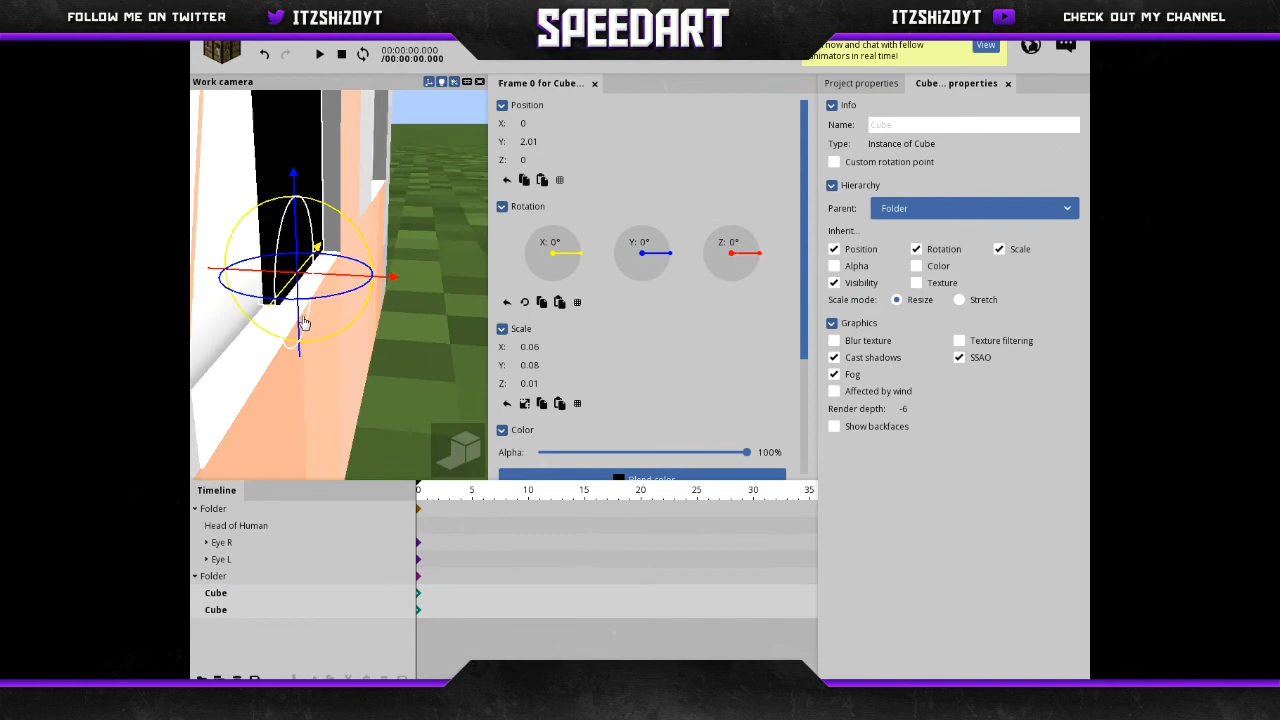 FOLLOW ME ON TWITTER
ITZSHIZOYT
SPEEDART
ITZSHIZOYT
CHECK OUT MY CHANNEL
00:00:00.000
/00:00:00.000
now and chat with fellow
animators in real time!
View
Work camera
Frame 0 for Cube...
Project properties
Cube... properties
Position
X: 0
Y: 2.01
Z: 0
Rotation
X: 0°
Y: 0°
Z: 0°
Scale
X: 0.06
Y: 0.08
Z: 0.01
Color
Alpha: 100%
Blend color
Info
Name: Cube
Type: Instance of Cube
Custom rotation point
Hierarchy
Parent: Folder
Inherit...
Position Rotation Scale
Alpha Color
Visibility Texture
Scale mode: Resize Stretch
Graphics
Blur texture Texture filtering
Cast shadows SSAO
Fog
Affected by wind
Render depth: -6
Show backfaces
Timeline
0 5 10 15 20 25 30 35
Folder
Head of Human
Eye R
Eye L
Folder
Cube
Cube